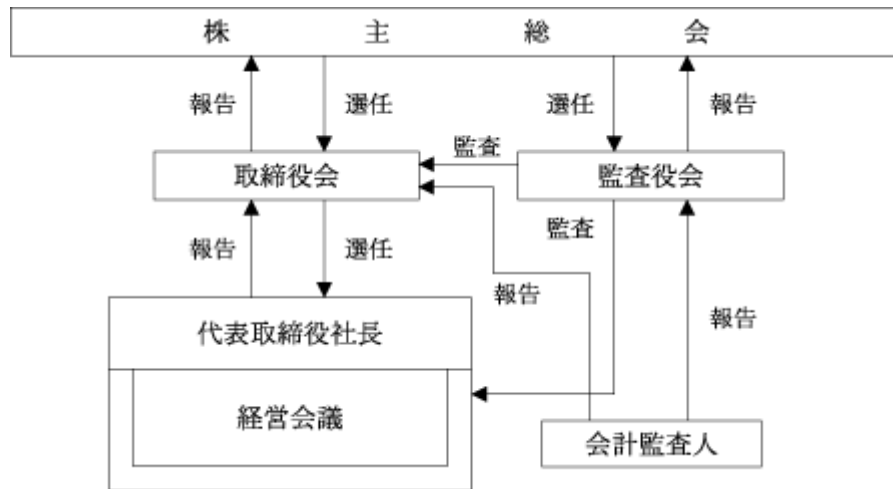 株主総会
報告
選任
選任
報告
監査
取締役会
監査役会
報告
選任
監査
報告
報告
代表取締役社長
経営会議
会計監査人